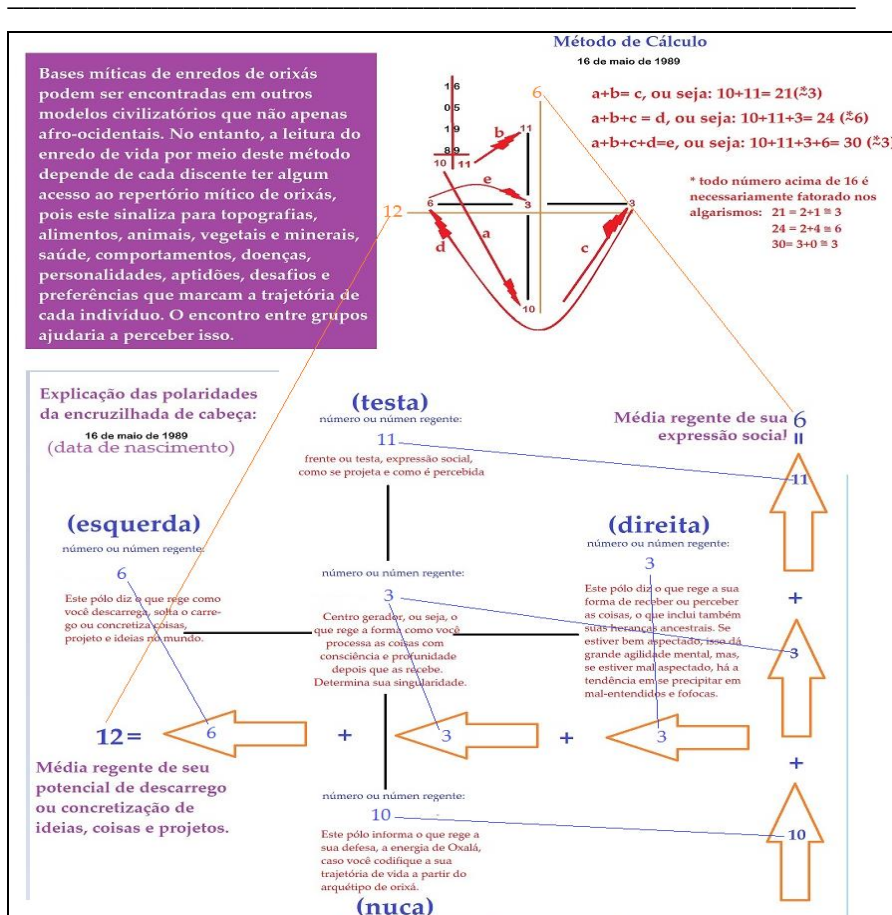 Método de Cálculo
16 de maio de 1989
Bases míticas de enredos de orixás
podem ser encontradas em outros
modelos civilizatórios que não apenas
afro-ocidentais. No entanto, a leitura do
enredo de vida por meio deste método
depende de cada discente ter algum
acesso ao repertório mítico de orixás,
pois este sinaliza para topografias,
alimentos, animais, vegetais e minerais,
saúde, comportamentos, doenças,
personalidades, aptidões, desafios e
preferências que marcam a trajetória de
cada indivíduo. O encontro entre grupos
ajudaria a perceber isso.
16
05
19
89
10 11
b
11
6
e
6
3
3
12
a
d
c
10
a+b= c, ou seja: 10+11= 21(*≅3)
a+b+c = d, ou seja: 10+11+3= 24 (*≅6)
a+b+c+d=e, ou seja: 10+11+3+6= 30 (*≅3)
* todo número acima de 16 é
necessariamente fatorado nos
algarismos: 21 = 2+1 ≅ 3
24 = 2+4 ≅ 6
30= 3+0 ≅ 3
Explicação das polaridades
da encruzilhada de cabeça:
16 de maio de 1989
(data de nascimento)
(testa)
número ou númen regente:
11
frente ou testa, expressão social,
como se projeta e como é percebida
Média regente de sua
expressão social
6
=
11
+
3
+
10
(esquerda)
número ou númen regente:
6
Este pólo diz o que rege como
você descarrega, solta o carre-
go ou concretiza coisas,
projeto e ideias no mundo.
número ou númen regente:
3
Centro gerador, ou seja, o
que rege a forma como você
processa as coisas com
consciência e profunidade
depois que as recebe.
Determina sua singularidade.
(direita)
número ou númen regente:
3
Este pólo diz o que rege a sua
forma de receber ou perceber
as coisas, o que inclui também
suas heranças ancestrais. Se
estiver bem aspectado, isso dá
grande agilidade mental, mas,
se estiver mal aspectado, há a
tendência em se precipitar em
mal-entendidos e fofocas.
12= 6 + 3 + 3
Média regente de seu
potencial de descarrego
ou concretização de
ideias, coisas e projetos.
número ou númen regente:
10
Este pólo informa o que rege a
sua defesa, a energia de Oxalá,
caso você codifique a sua
trajetória de vida a partir do
arquétipo de orixá.
(nuca)